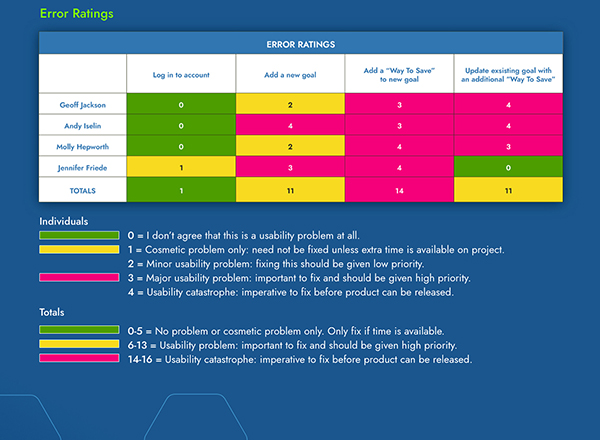 Error Ratings
ERROR RATINGS
Log in to account
Add a new goal
Add a “Way To Save”
to new goal
Update exsisting goal with
an additional “Way To Save”
Geoff Jackson 0 2 3 4
Andy Iselin 0 4 3 4
Molly Hepworth 0 2 4 3
Jennifer Friede 1 3 4 0
TOTALS 1 11 14 11
Individuals
0 = I don’t agree that this is a usability problem at all.
1 = Cosmetic problem only: need not be fixed unless extra time is available on project.
2 = Minor usability problem: fixing this should be given low priority.
3 = Major usability problem: important to fix and should be given high priority.
4 = Usability catastrophe: imperative to fix before product can be released.
Totals
0-5 = No problem or cosmetic problem only. Only fix if time is available.
6-13 = Usability problem: important to fix and should be given high priority.
14-16 = Usability catastrophe: imperative to fix before product can be released.